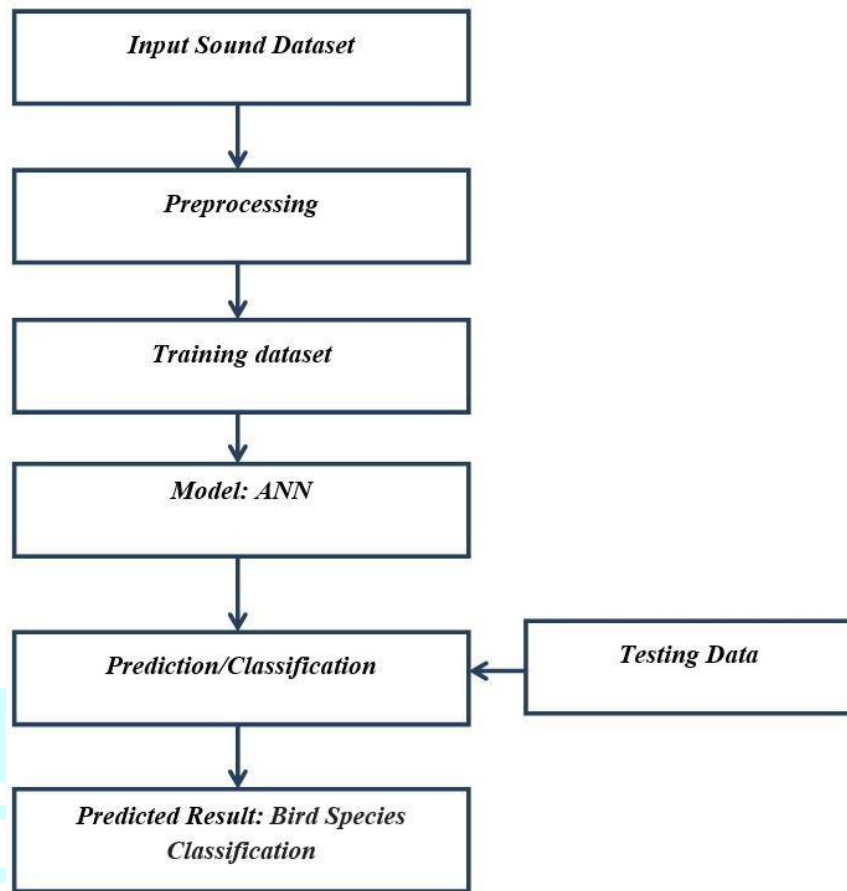 Input Sound Dataset
Preprocessing
Training dataset
Model: ANN
Prediction/Classification
Testing Data
Predicted Result: Bird Species
Classification